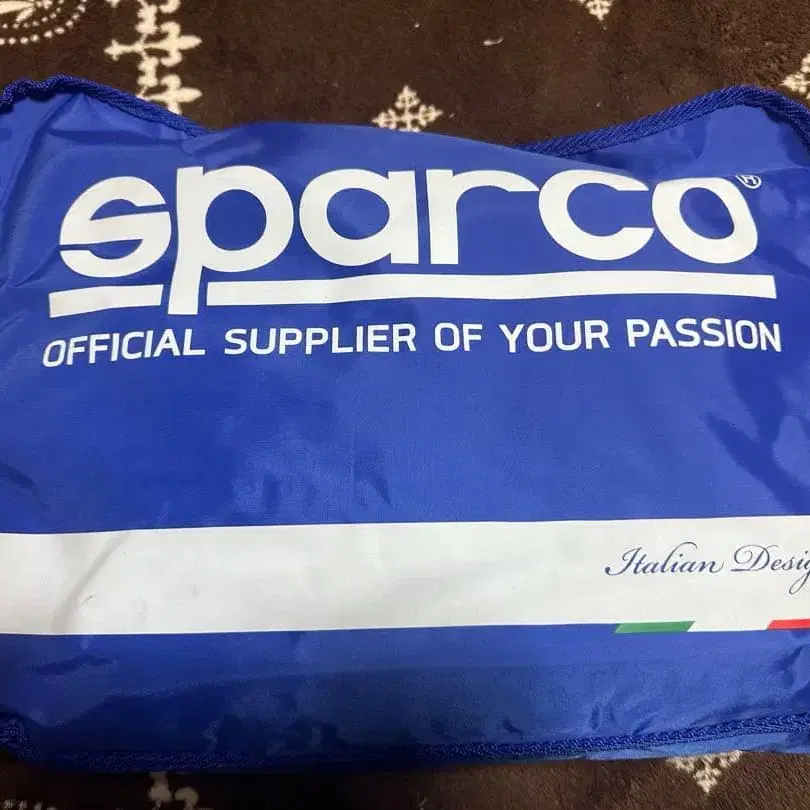 sparco®
OFFICIAL SUPPLIER OF YOUR PASSION
Italian Desig